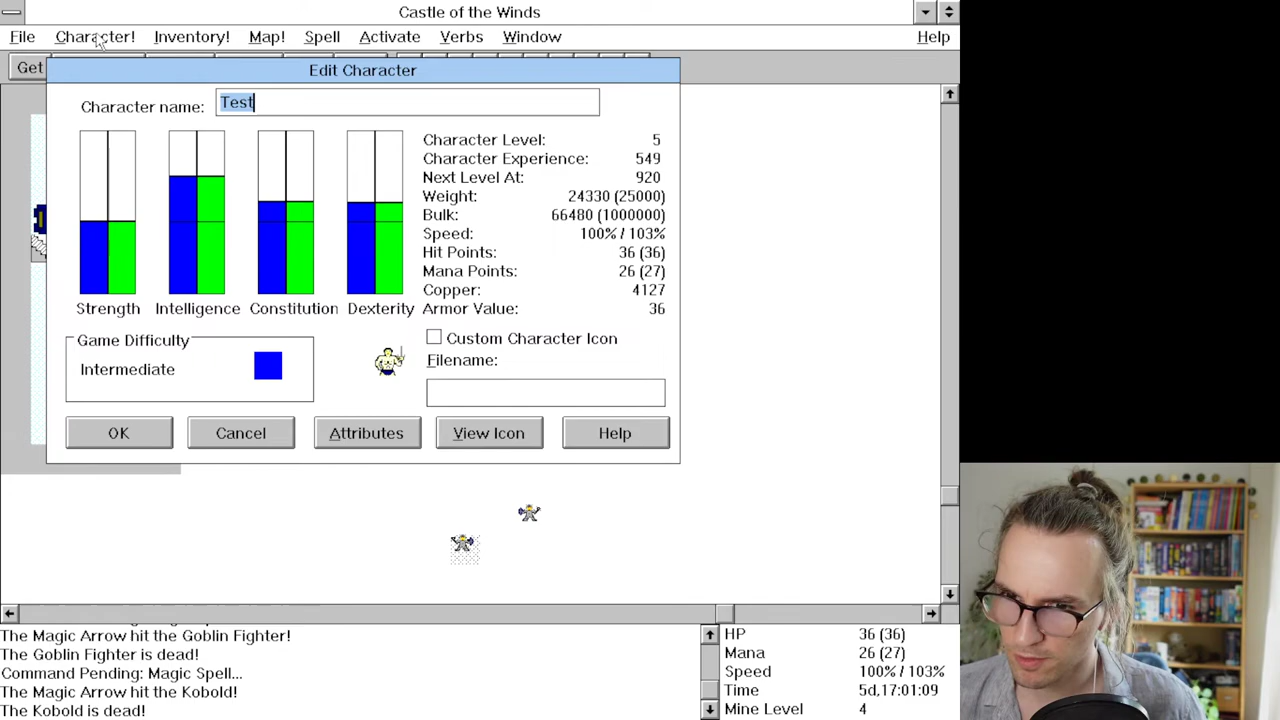 Castle of the Winds
File Character! Inventory! Map! Spell Activate Verbs Window Help
Get
Edit Character
Character name: Test
Character Level: 5
Character Experience: 549
Next Level At: 920
Weight: 24330 (25000)
Bulk: 66480 (1000000)
Speed: 100% / 103%
Hit Points: 36 (36)
Mana Points: 26 (27)
Copper: 4127
Armor Value: 36
Strength Intelligence Constitution Dexterity
Game Difficulty
Intermediate
Custom Character Icon
Filename:
OK Cancel Attributes View Icon Help
The Magic Arrow hit the Goblin Fighter!
The Goblin Fighter is dead!
Command Pending: Magic Spell...
The Magic Arrow hit the Kobold!
The Kobold is dead!
HP 36 (36)
Mana 26 (27)
Speed 100% / 103%
Time 5d,17:01:09
Mine Level 4